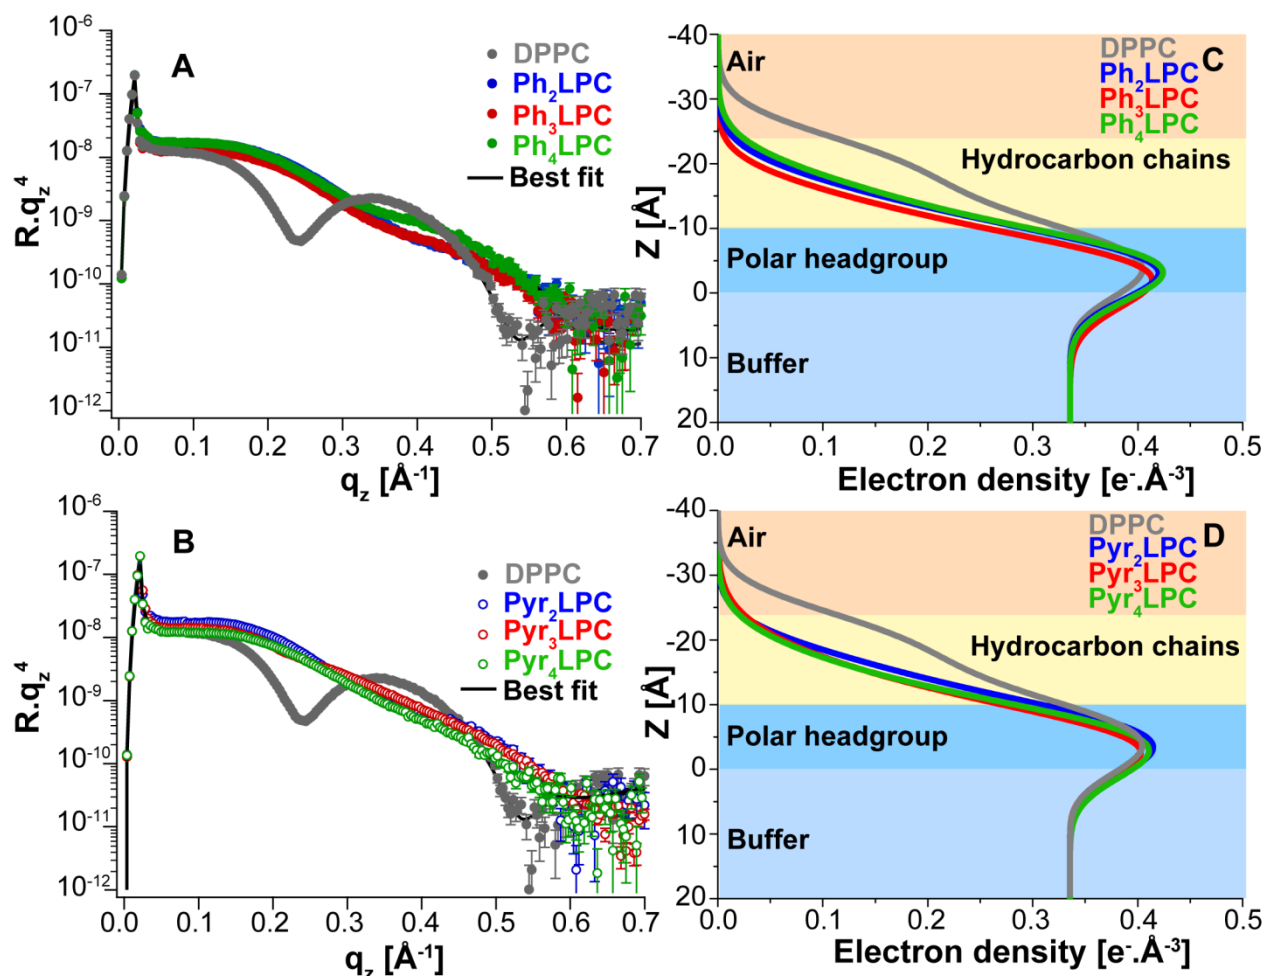 A
DPPC
Ph₂LPC
Ph₃LPC
Ph₄LPC
Best fit
R.q_z⁴
10⁻⁶
10⁻⁷
10⁻⁸
10⁻⁹
10⁻¹⁰
10⁻¹¹
10⁻¹²
0.0 0.1 0.2 0.3 0.4 0.5 0.6 0.7
q_z [Å⁻¹]
C
DPPC
Ph₂LPC
Ph₃LPC
Ph₄LPC
Air
Hydrocarbon chains
Polar headgroup
Buffer
Z [Å]
-40
-30
-20
-10
0
10
20
0.0 0.1 0.2 0.3 0.4 0.5
Electron density [e⁻.Å⁻³]
B
DPPC
Pyr₂LPC
Pyr₃LPC
Pyr₄LPC
Best fit
R.q_z⁴
10⁻⁶
10⁻⁷
10⁻⁸
10⁻⁹
10⁻¹⁰
10⁻¹¹
10⁻¹²
0.0 0.1 0.2 0.3 0.4 0.5 0.6 0.7
q_z [Å⁻¹]
D
DPPC
Pyr₂LPC
Pyr₃LPC
Pyr₄LPC
Air
Hydrocarbon chains
Polar headgroup
Buffer
Z [Å]
-40
-30
-20
-10
0
10
20
0.0 0.1 0.2 0.3 0.4 0.5
Electron density [e⁻.Å⁻³]